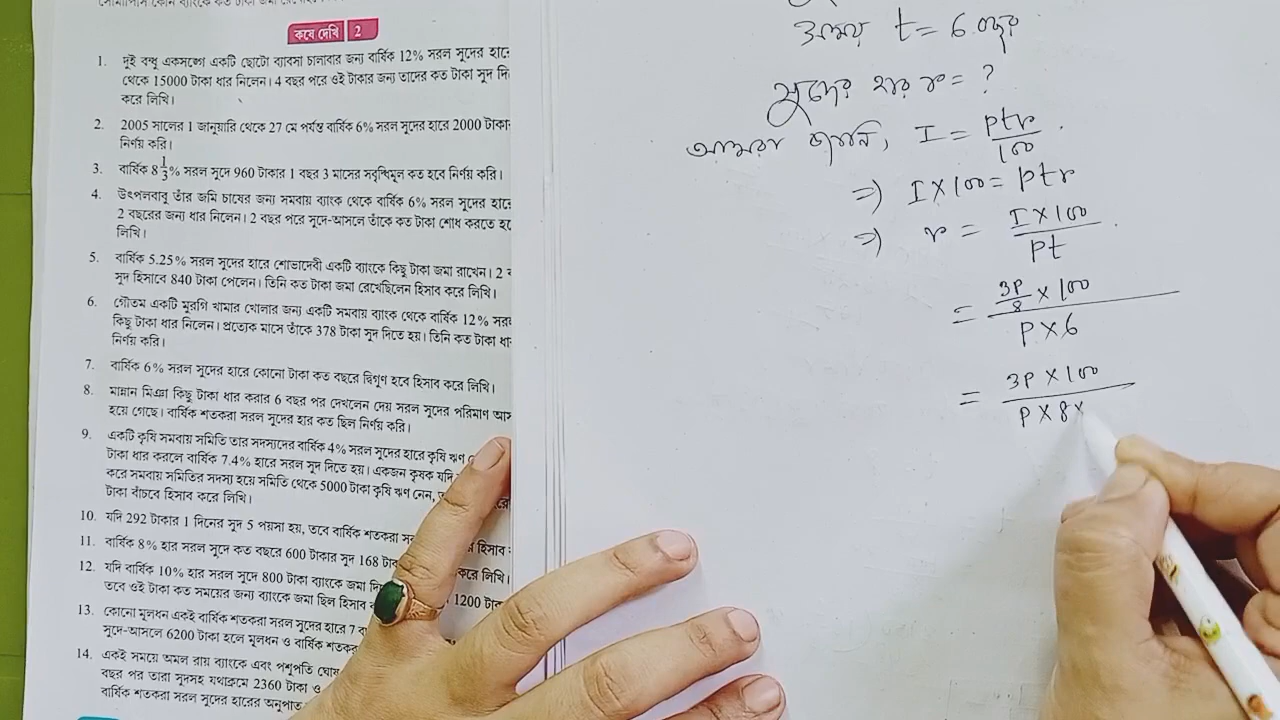 কষে দেখি 2
1. দুই বন্ধু একসঙ্গে একটি ছোটো ব্যাবসা চালাবার জন্য বার্ষিক 12% সরল সুদের হারে
থেকে 15000 টাকা ধার নিলেন। 4 বছর পরে ওই টাকার জন্য তাদের কত টাকা সুদ দি
করে লিখি।
2. 2005 সালের 1 জানুয়ারি থেকে 27 মে পর্যন্ত বার্ষিক 6% সরল সুদের হারে 2000 টাকা
নির্ণয় করি।
3. বার্ষিক 8 1/3% সরল সুদে 960 টাকার 1 বছর 3 মাসের সবৃদ্ধিমূল কত হবে নির্ণয় করি।
4. উৎপলবাবু তাঁর জমি চাষের জন্য সমবায় ব্যাংক থেকে বার্ষিক 6% সরল সুদের হারে
2 বছরের জন্য ধার নিলেন। 2 বছর পরে সুদে-আসলে তাঁকে কত টাকা শোধ করতে হ
লিখি।
5. বার্ষিক 5.25% সরল সুদের হারে শোভাদেবী একটি ব্যাংকে কিছু টাকা জমা রাখেন। 2 ব
সুদ হিসাবে 840 টাকা পেলেন। তিনি কত টাকা জমা রেখেছিলেন হিসাব করে লিখি।
6. গৌতম একটি মুরগি খামার খোলার জন্য একটি সমবায় ব্যাংক থেকে বার্ষিক 12% সর
কিছু টাকা ধার নিলেন। প্রত্যেক মাসে তাঁকে 378 টাকা সুদ দিতে হয়। তিনি কত টাকা ধা
নির্ণয় করি।
7. বার্ষিক 6% সরল সুদের হারে কোনো টাকা কত বছরে দ্বিগুণ হবে হিসাব করে লিখি।
8. মান্নান মিঞা কিছু টাকা ধার করার 6 বছর পর দেখলেন দেয় সরল সুদের পরিমাণ আস
হয়ে গেছে। বার্ষিক শতকরা সরল সুদের হার কত ছিল নির্ণয় করি।
9. একটি কৃষি সমবায় সমিতি তার সদস্যদের বার্ষিক 4% সরল সুদের হারে কৃষি ঋণ
টাকা ধার করলে বার্ষিক 7.4% হারে সরল সুদ দিতে হয়। একজন কৃষক যদি
করে সমবায় সমিতির সদস্য হয়ে সমিতি থেকে 5000 টাকা কৃষি ঋণ নেন,
টাকা বাঁচবে হিসাব করে লিখি।
10. যদি 292 টাকার 1 দিনের সুদ 5 পয়সা হয়, তবে বার্ষিক শতকরা স র হিসাব
11. বার্ষিক 8% হার সরল সুদে কত বছরে 600 টাকার সুদ 168 টাক করে লিখি।
12. যদি বার্ষিক 10% হার সরল সুদে 800 টাকা ব্যাংকে জমা দি 1200 টাক
তবে ওই টাকা কত সময়ের জন্য ব্যাংকে জমা ছিল হিসাব
13. কোনো মূলধন একই বার্ষিক শতকরা সরল সুদের হারে 7 ব
সুদে-আসলে 6200 টাকা হলে মূলধন ও বার্ষিক শতক
14. একই সময়ে অমল রায় ব্যাংকে এবং পশুপতি ঘোষ
বছর পর তারা সুদসহ যথাক্রমে 2360 টাকা ও
বার্ষিক শতকরা সরল সুদের হারের অনুপাত
সময় t = 6 বছর
সুদের হার r = ?
আমরা জানি, I = ptr/100
⇒ I×100 = ptr
⇒ r = I×100/pt
= 3P/8 × 100 / P×6
= 3P×100 / P×8×